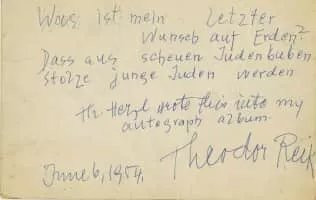 Was ist mein Letzter
Wunsch auf Erden?
Dass aus scheuen Judenbuben
stolze junge Juden werden
Th. Herzl wrote this into my
autograph album.
Theodor Reik
June 6, 1954.